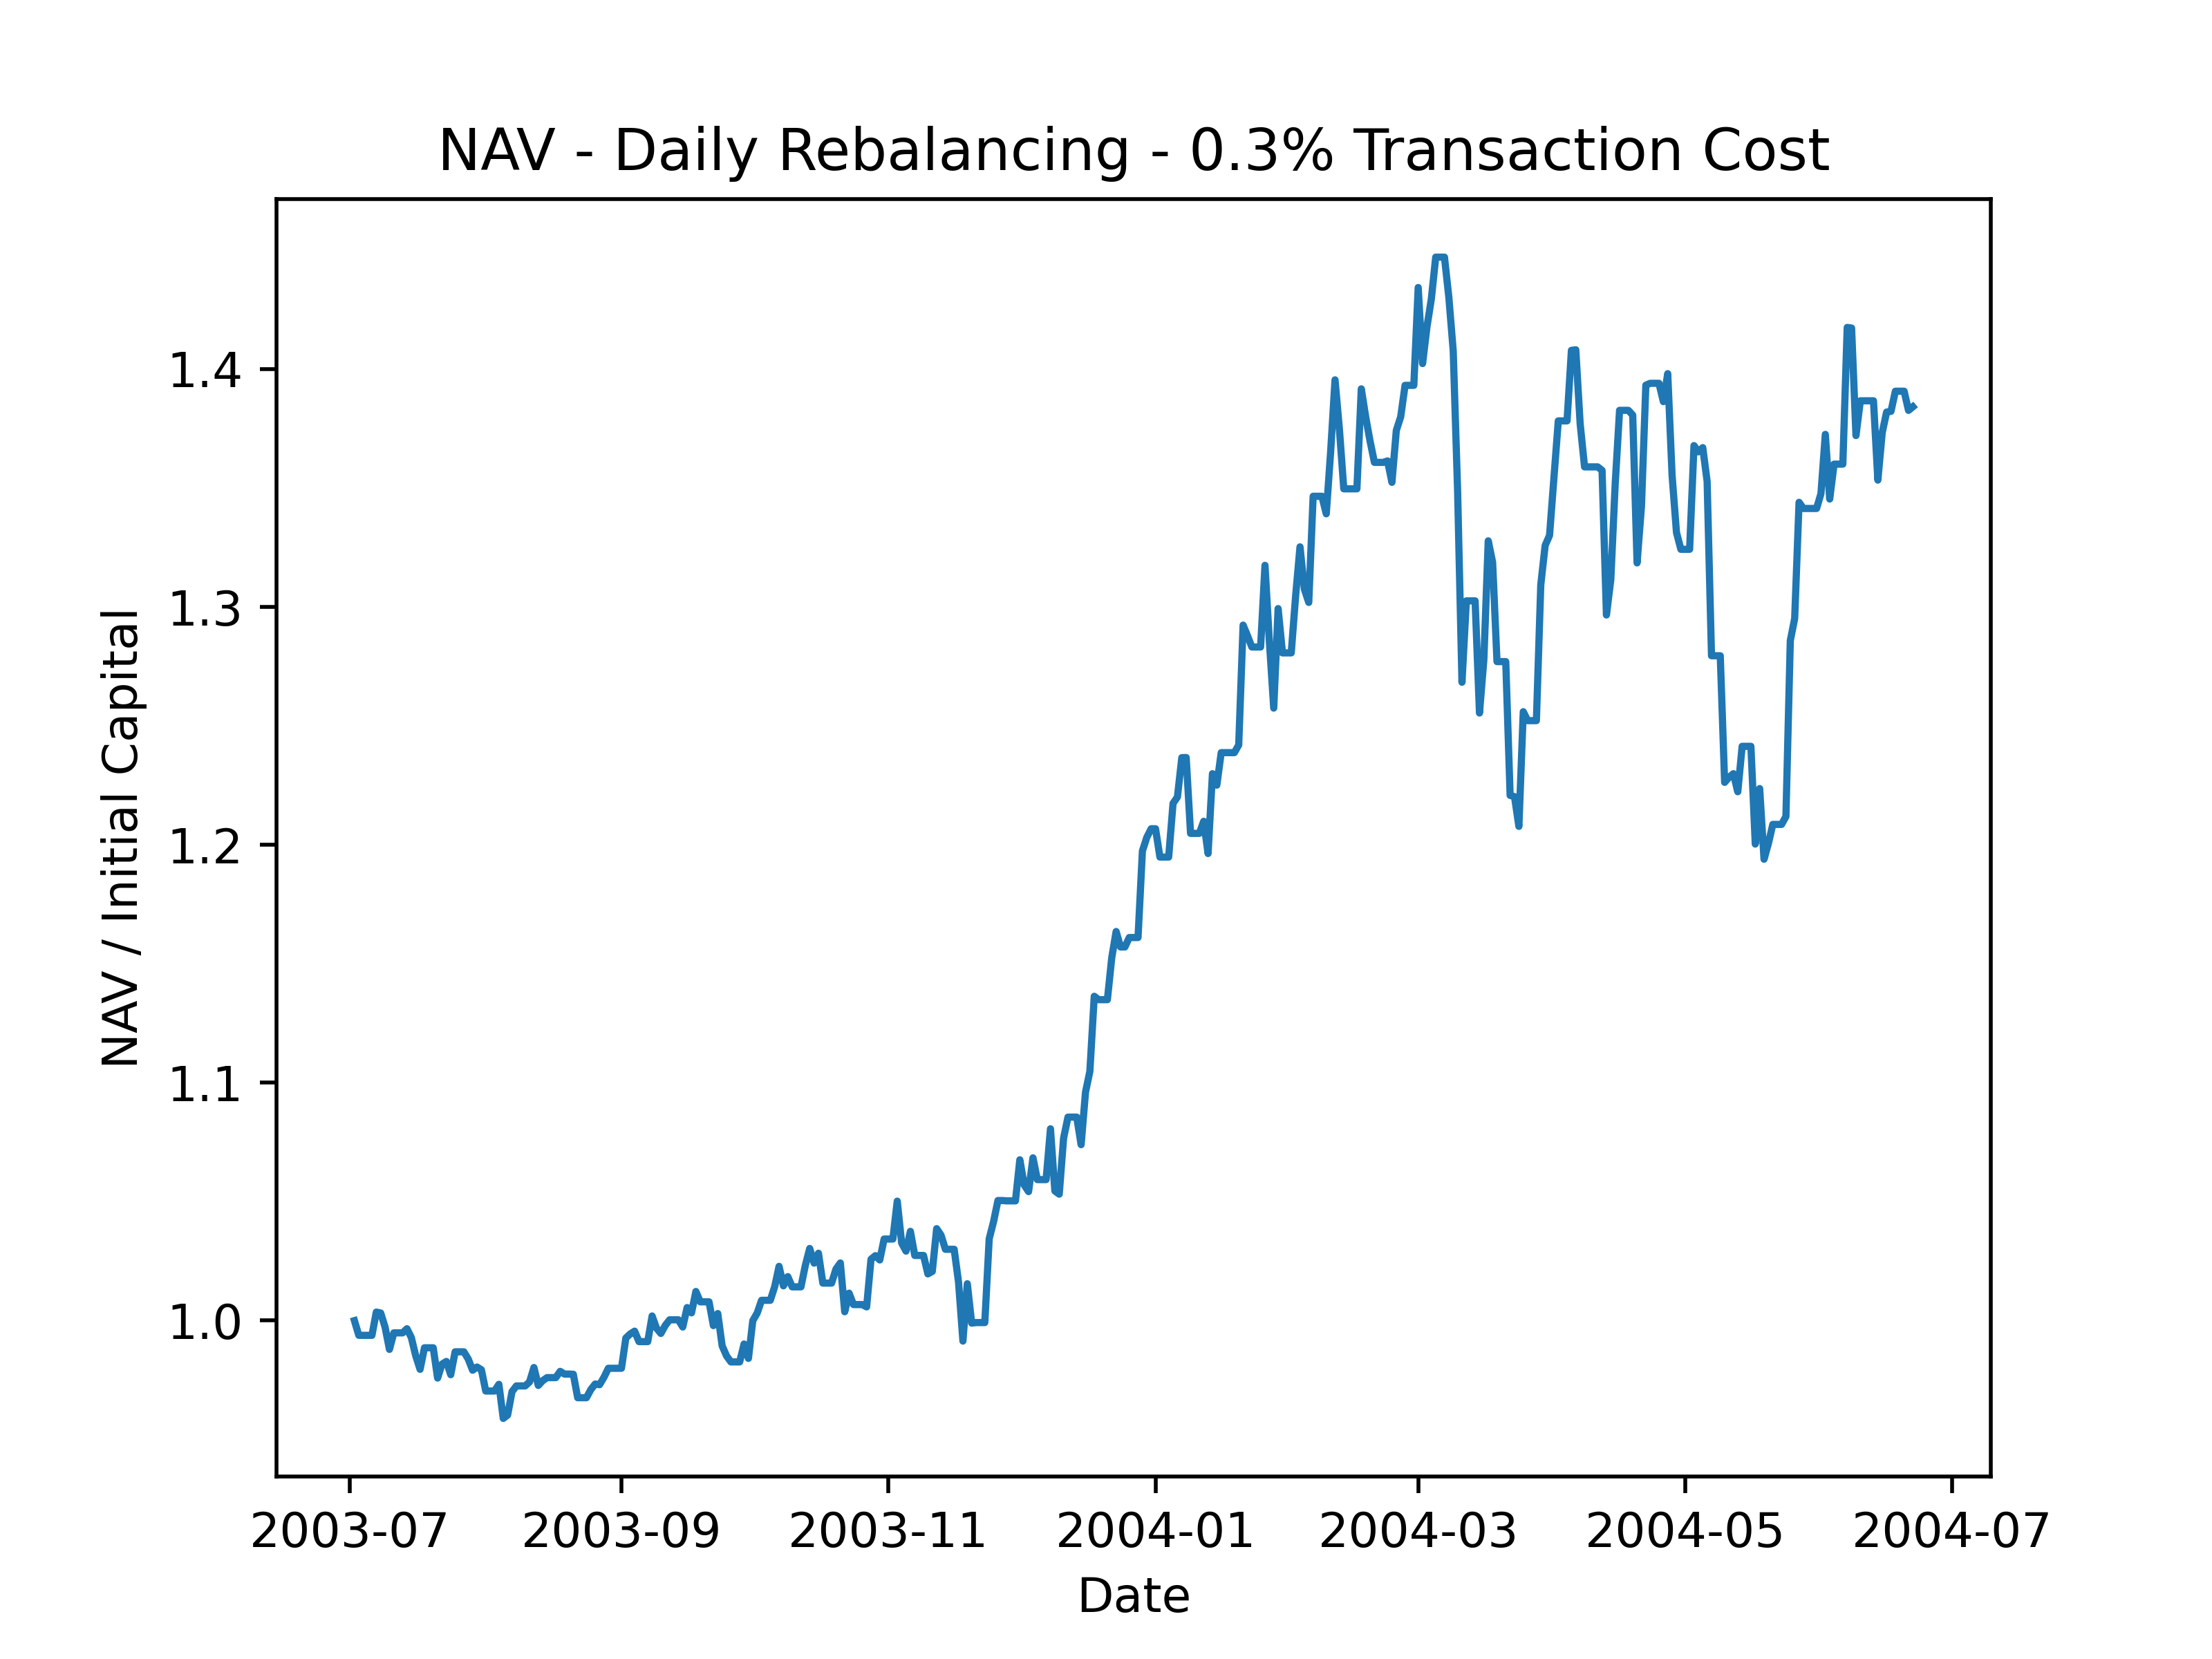 NAV - Daily Rebalancing - 0.3% Transaction Cost
NAV / Initial Capital
1.4
1.3
1.2
1.1
1.0
2003-07 2003-09 2003-11 2004-01 2004-03 2004-05 2004-07
Date